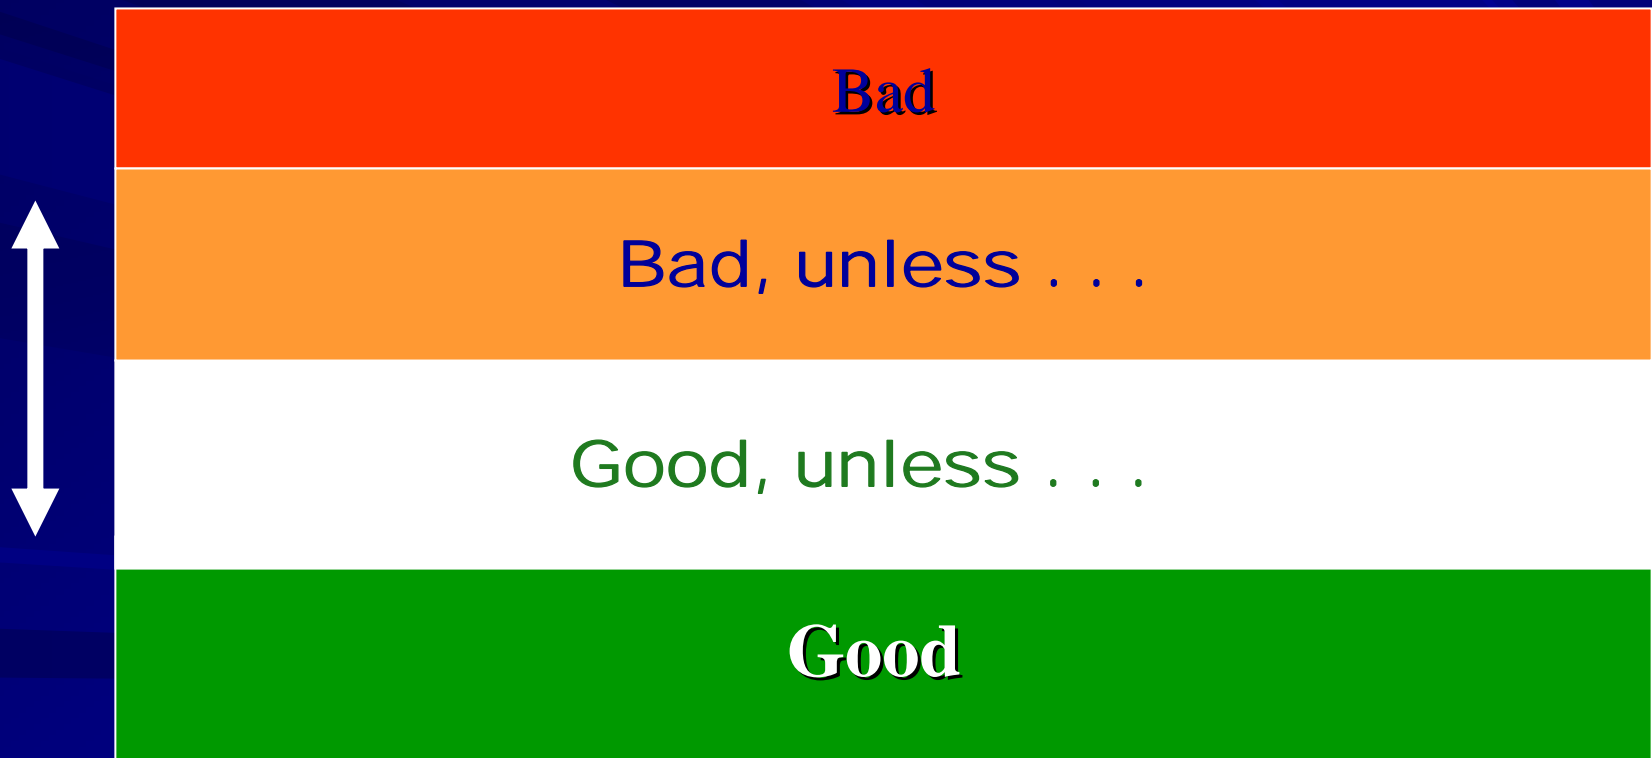 Bad
Bad, unless . . .
Good, unless . . .
Good